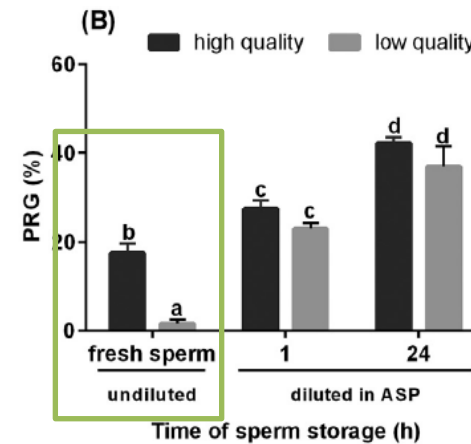 (B)
high quality low quality
60
40
20
0
PRG (%)
b
a
c
c
d
d
fresh sperm 1 24
undiluted diluted in ASP
Time of sperm storage (h)